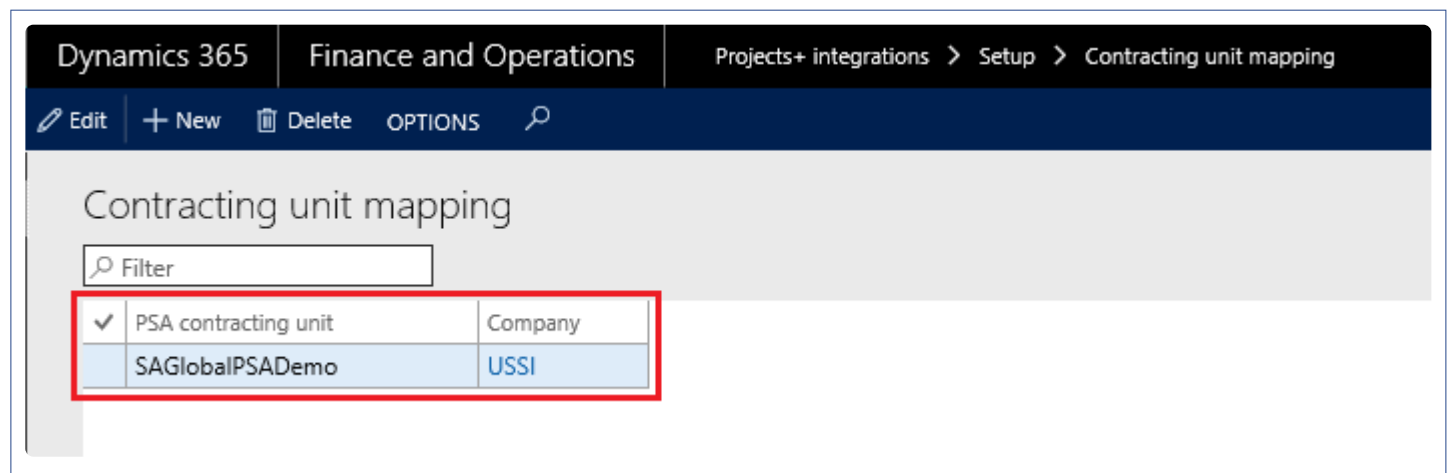 Dynamics 365 Finance and Operations Projects+ integrations > Setup > Contracting unit mapping
Edit + New Delete OPTIONS
Contracting unit mapping
Filter
PSA contracting unit Company
SAGlobalPSADemo USSI